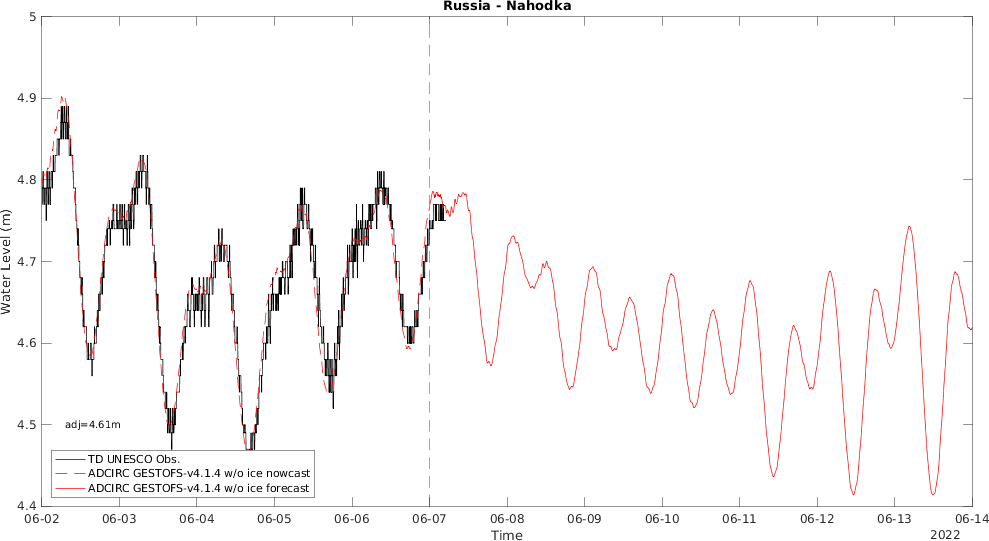 Russia - Nahodka
5
4.9
4.8
4.7
4.6
4.5
4.4
Water Level (m)
adj=4.61m
TD UNESCO Obs.
ADCIRC GESTOFS-v4.1.4 w/o ice nowcast
ADCIRC GESTOFS-v4.1.4 w/o ice forecast
06-02 06-03 06-04 06-05 06-06 06-07 06-08 06-09 06-10 06-11 06-12 06-13 06-14
Time
2022